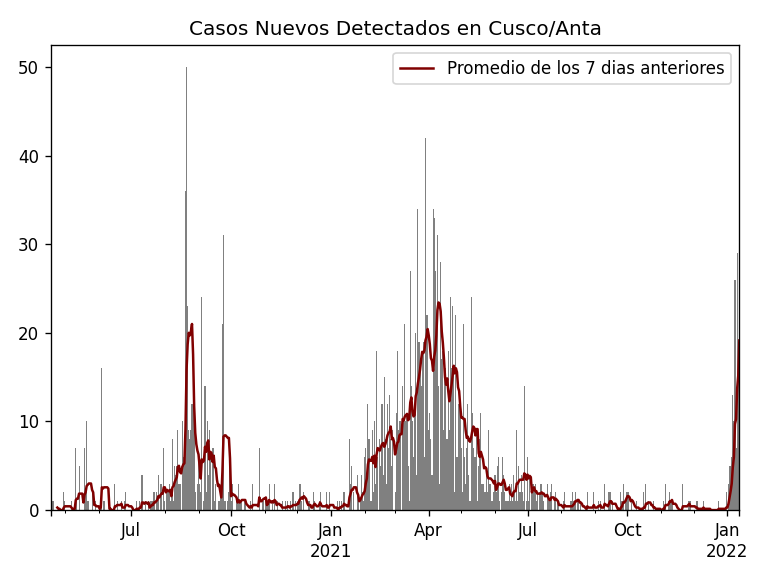 Casos Nuevos Detectados en Cusco/Anta
Promedio de los 7 dias anteriores
50
40
30
20
10
0
Jul
Oct
Jan
2021
Apr
Jul
Oct
Jan
2022